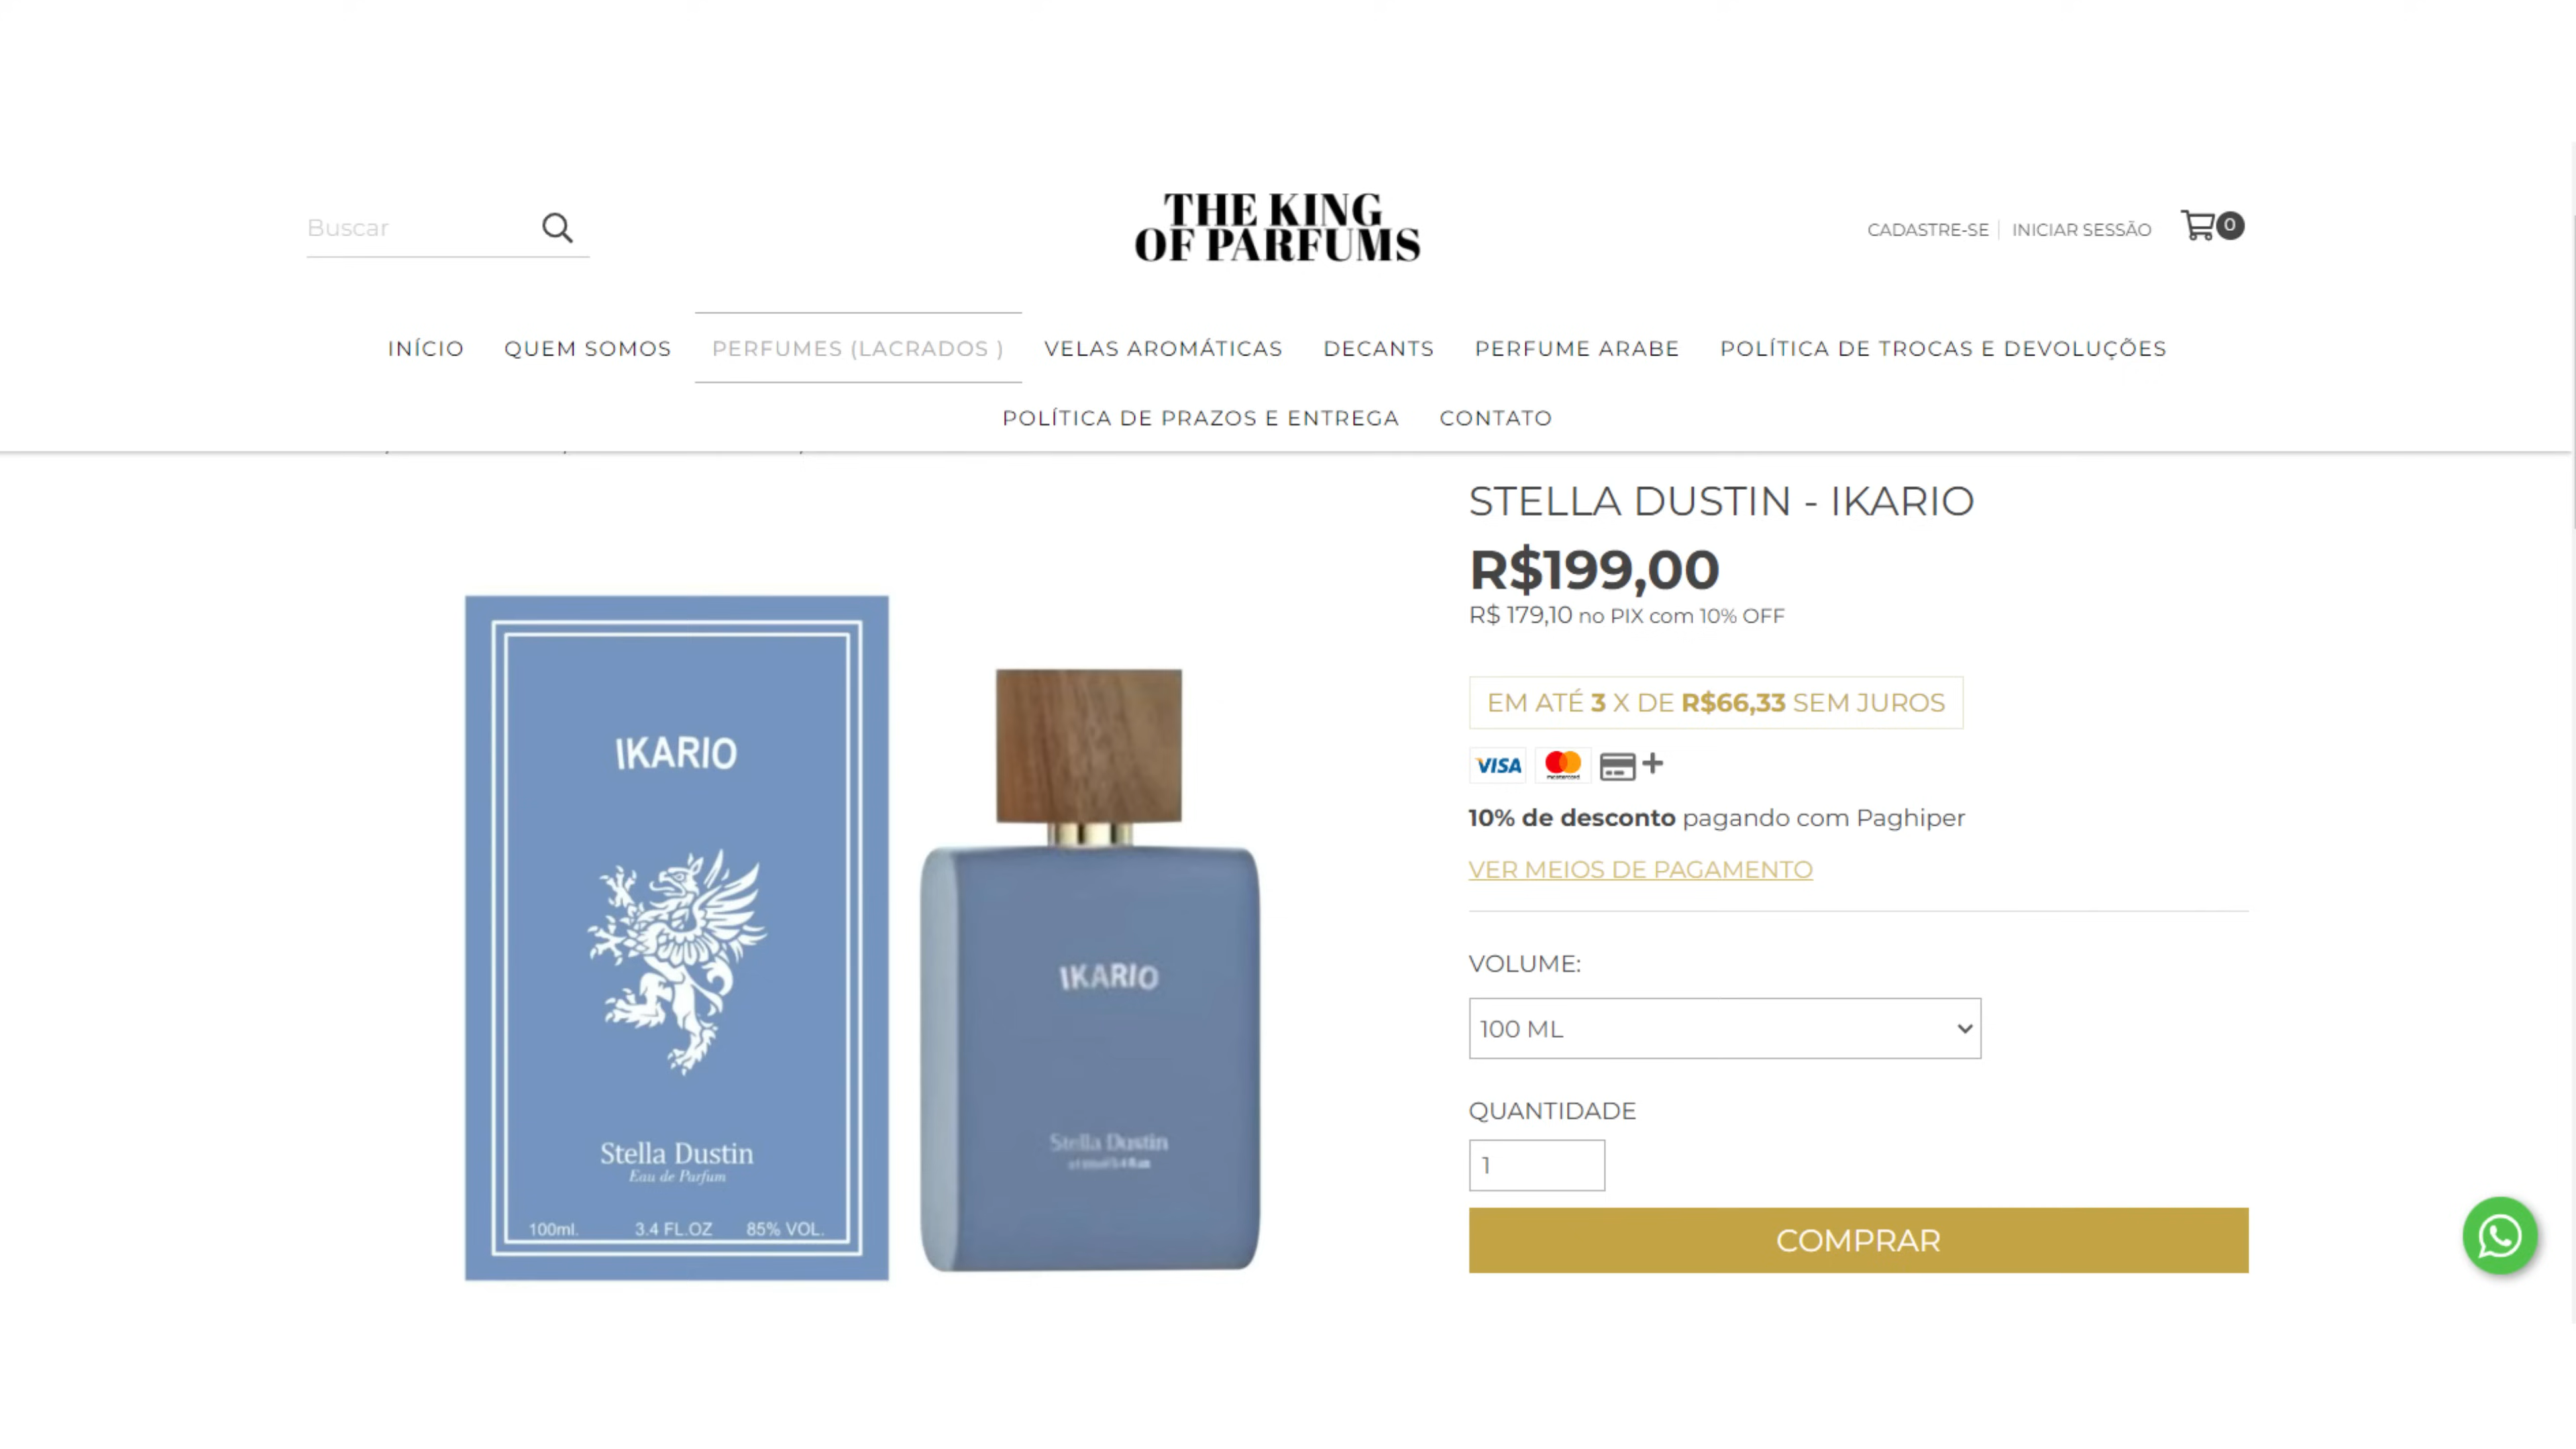 Buscar
THE KING
OF PARFUMS
CADASTRE-SE
INICIAR SESSÃO
0
INÍCIO
QUEM SOMOS
PERFUMES (LACRADOS )
VELAS AROMÁTICAS
DECANTS
PERFUME ARABE
POLÍTICA DE TROCAS E DEVOLUÇÕES
POLÍTICA DE PRAZOS E ENTREGA
CONTATO
IKARIO
Stella Dustin
Eau de Parfum
100ml. 3.4 FL.OZ 85% VOL.
IKARIO
Stella Dustin
STELLA DUSTIN - IKARIO
R$199,00
R$ 179,10 no PIX com 10% OFF
EM ATÉ 3 X DE R$66,33 SEM JUROS
VISA
mastercard
10% de desconto pagando com Paghiper
VER MEIOS DE PAGAMENTO
VOLUME:
100 ML
QUANTIDADE
1
COMPRAR